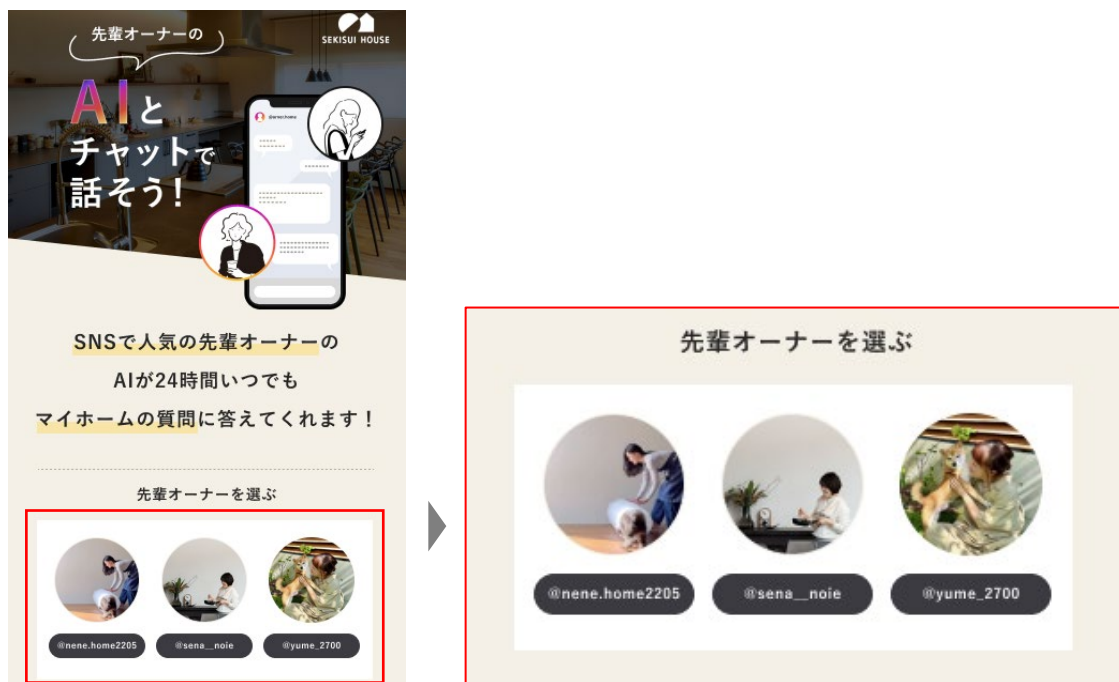 先輩オーナーの
SEKISUI HOUSE
AIと
チャットで
話そう!
@nene.home
SNSで人気の先輩オーナーの
AIが24時間いつでも
マイホームの質問に答えてくれます！
先輩オーナーを選ぶ
@nene.home2205
@sena__noie
@yume_2700
先輩オーナーを選ぶ
@nene.home2205
@sena__noie
@yume_2700